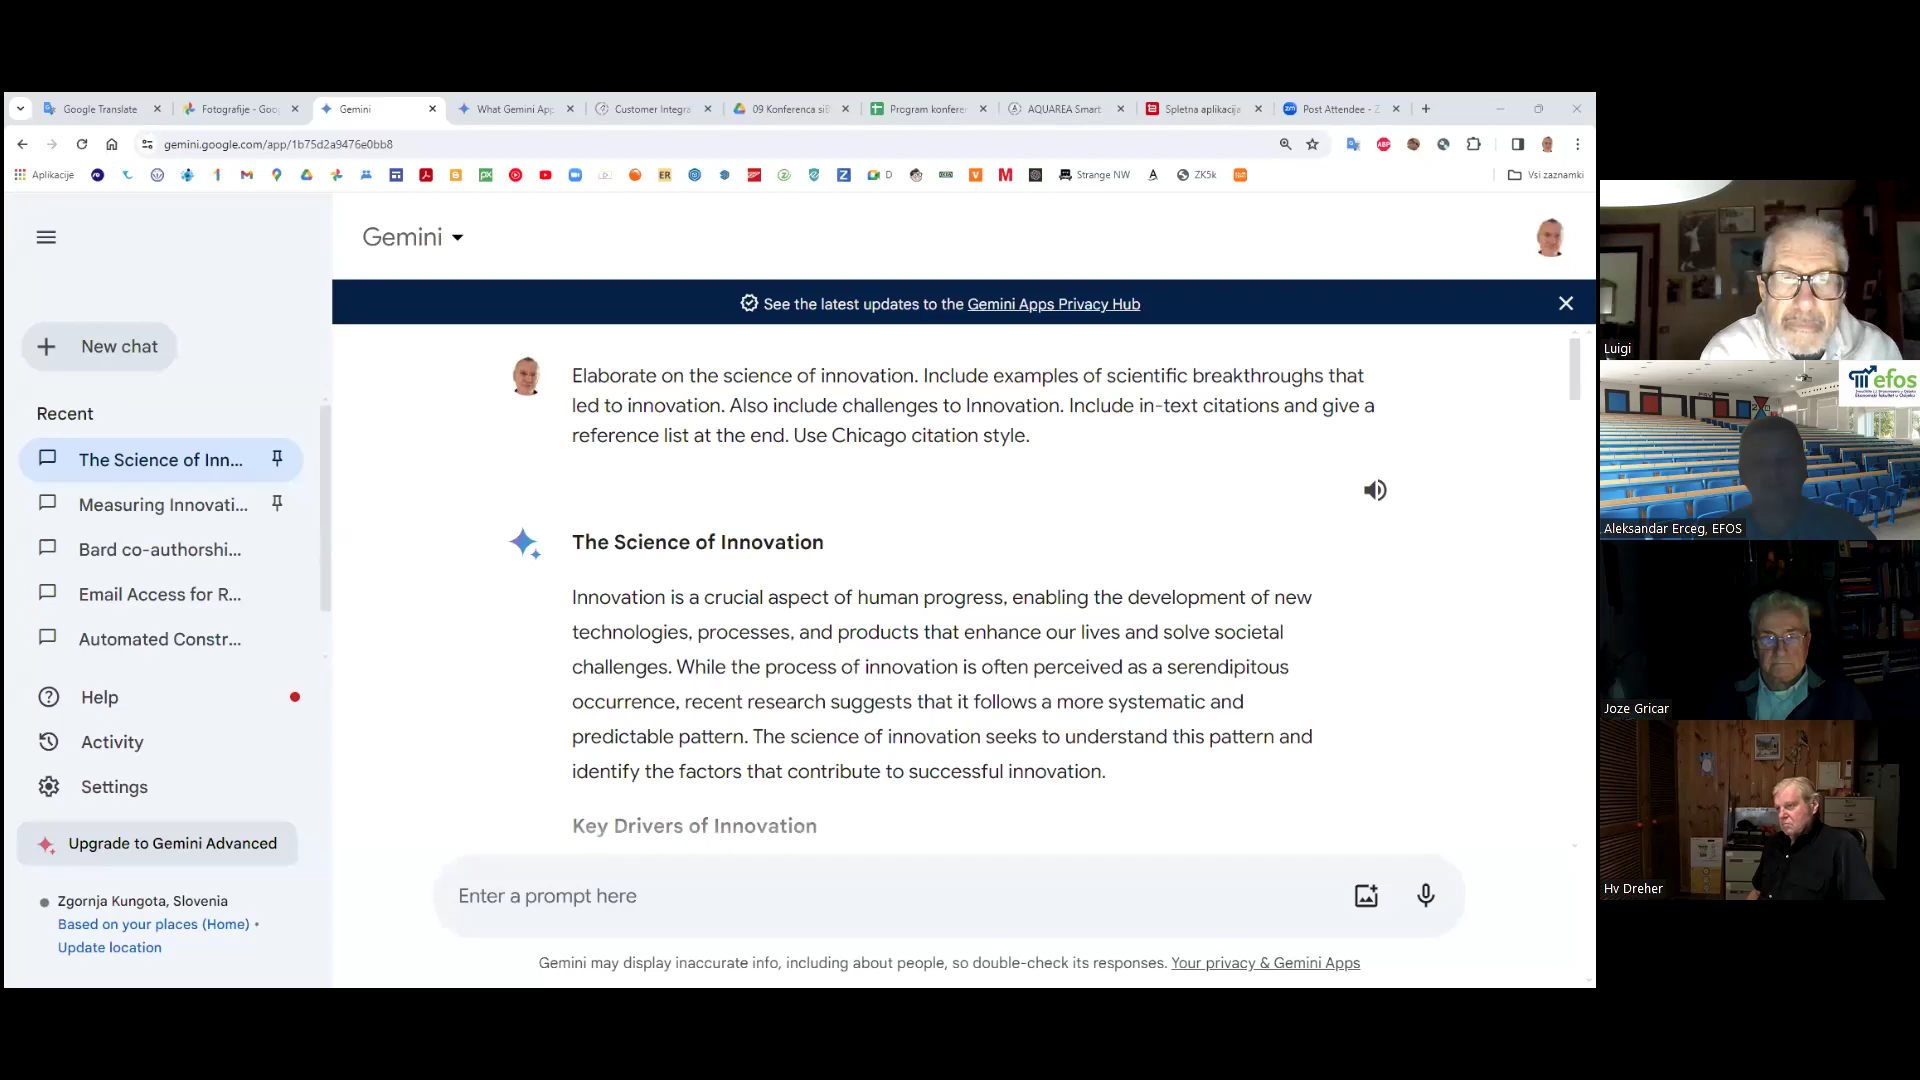 Google Translate
Fotografije - Goo
Gemini
What Gemini App
Customer Integra
09 Konferenca siB
Program konferen
AQUAREA Smart
Spletna aplikacija
Post Attendee - Z
gemini.google.com/app/1b75d2a9476e0bb8
Aplikacije
D
Strange NW
ZK5k
Vsi zaznamki
Gemini
See the latest updates to the Gemini Apps Privacy Hub
New chat
Recent
The Science of Inn...
Measuring Innovati...
Bard co-authorshi...
Email Access for R...
Automated Constr...
Help
Activity
Settings
Upgrade to Gemini Advanced
Zgornja Kungota, Slovenia
Based on your places (Home) •
Update location
Elaborate on the science of innovation. Include examples of scientific breakthroughs that
led to innovation. Also include challenges to Innovation. Include in-text citations and give a
reference list at the end. Use Chicago citation style.
The Science of Innovation
Innovation is a crucial aspect of human progress, enabling the development of new
technologies, processes, and products that enhance our lives and solve societal
challenges. While the process of innovation is often perceived as a serendipitous
occurrence, recent research suggests that it follows a more systematic and
predictable pattern. The science of innovation seeks to understand this pattern and
identify the factors that contribute to successful innovation.
Key Drivers of Innovation
Enter a prompt here
Gemini may display inaccurate info, including about people, so double-check its responses. Your privacy & Gemini Apps
Luigi
efos
Aleksandar Erceg, EFOS
Joze Gricar
Hv Dreher